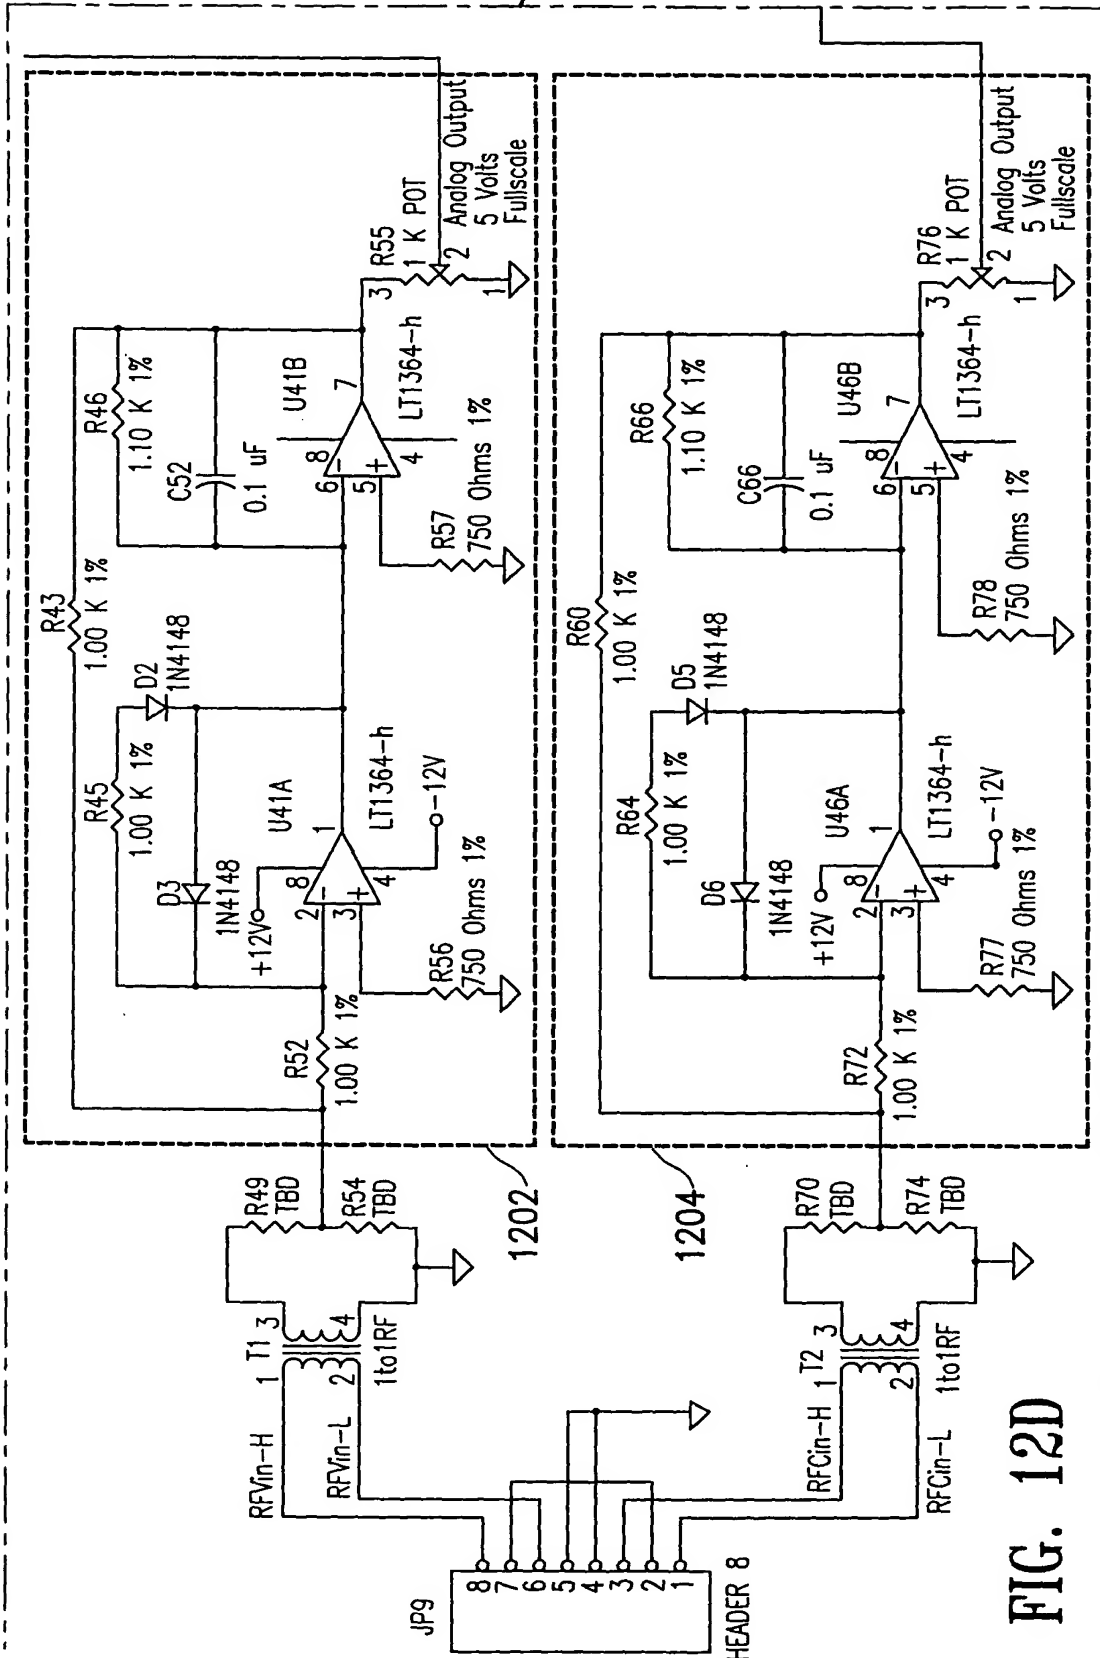 JP9
HEADER 8
8
7
6
5
4
3
2
1
RFVin-H
RFVin-L
1 T1 3
2 4
1to1RF
R49
TBD
R54
TBD
1202
R43
1.00 K 1%
R52
1.00 K 1%
R45
1.00 K 1%
D2
1N4148
D3
1N4148
+12V
8
2
-
3
+
4
U41A
1
LT1364-h
-12V
R56
750 Ohms 1%
R46
1.10 K 1%
C52
0.1 uF
U41B
8
6
-
5
+
4
7
LT1364-h
R57
750 Ohms 1%
R55
1 K POT
3
2
1
Analog Output
5 Volts
Fullscale
RFCin-H
RFCin-L
1 T2 3
2 4
1to1RF
R70
TBD
R74
TBD
1204
R60
1.00 K 1%
R72
1.00 K 1%
R64
1.00 K 1%
D5
1N4148
D6
1N4148
+12V
8
2
-
3
+
4
U46A
1
LT1364-h
-12V
R77
750 Ohms 1%
R66
1.10 K 1%
C66
0.1 uF
U46B
8
6
-
5
+
4
7
LT1364-h
R78
750 Ohms 1%
R76
1 K POT
3
2
1
Analog Output
5 Volts
Fullscale
FIG. 12D